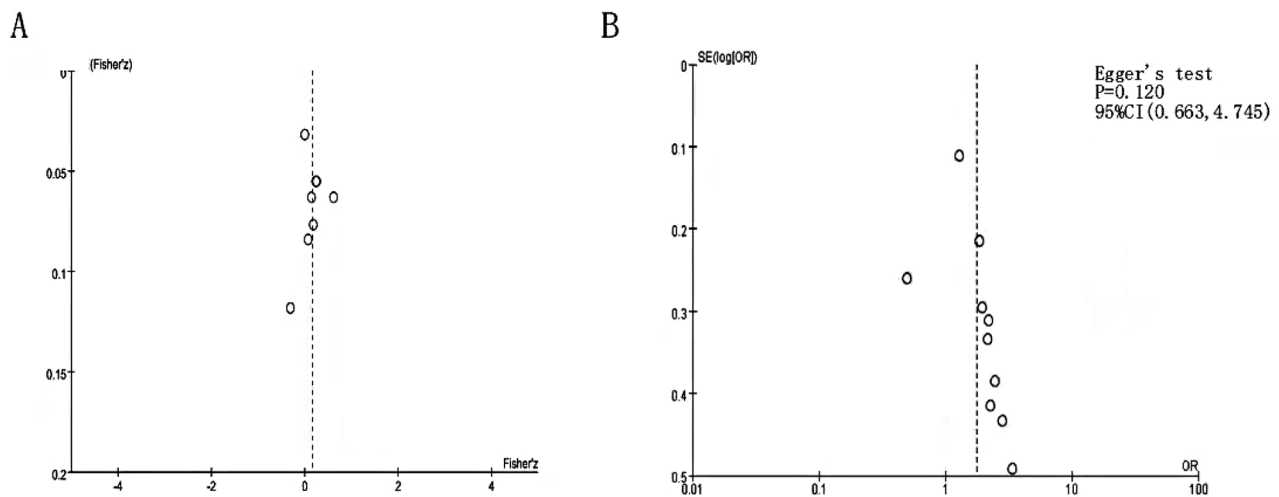 A
(Fisher'z)
0
0.05
0.1
0.15
0.2
-4
-2
0
2
4
Fisher'z
B
SE(log[OR])
Egger's test
P=0.120
95%CI(0.663,4.745)
0
0.1
0.2
0.3
0.4
0.5
0.01
0.1
1
10
100
OR